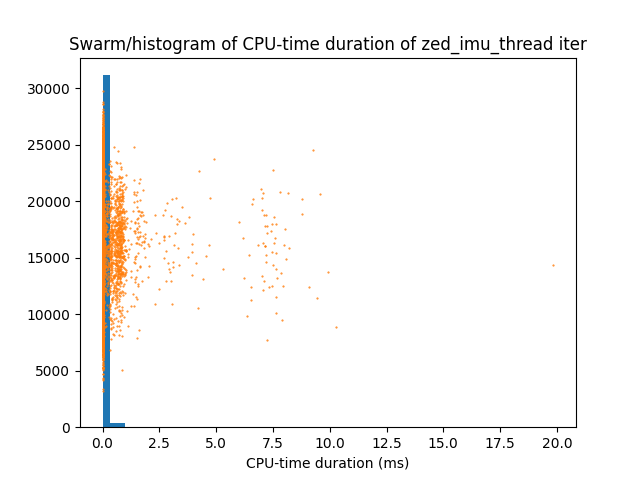 Swarm/histogram of CPU-time duration of zed_imu_thread iter
30000
25000
20000
15000
10000
5000
0
0.0 2.5 5.0 7.5 10.0 12.5 15.0 17.5 20.0
CPU-time duration (ms)